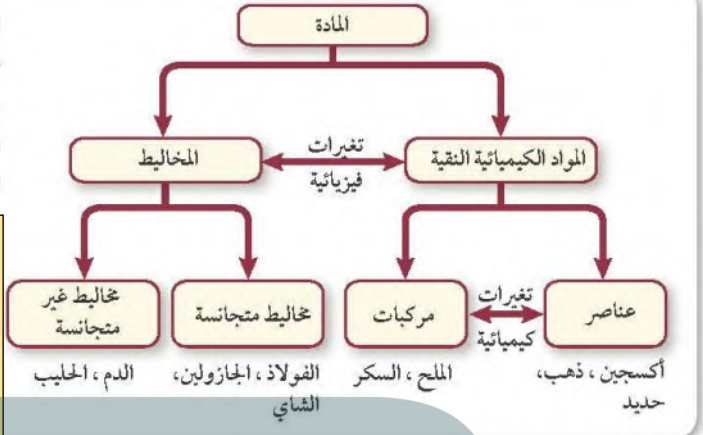 المادة
المواد الكيميائية النقية
تغيرات
فيزيائية
المخاليط
عناصر
تغيرات
كيميائية
مركبات
مخاليط متجانسة
مخاليط غير
متجانسة
أكسجين ، ذهب،
حديد
الملح ، السكر
الفولاذ ، الجازولين،
الشاي
الدم ، الحليب